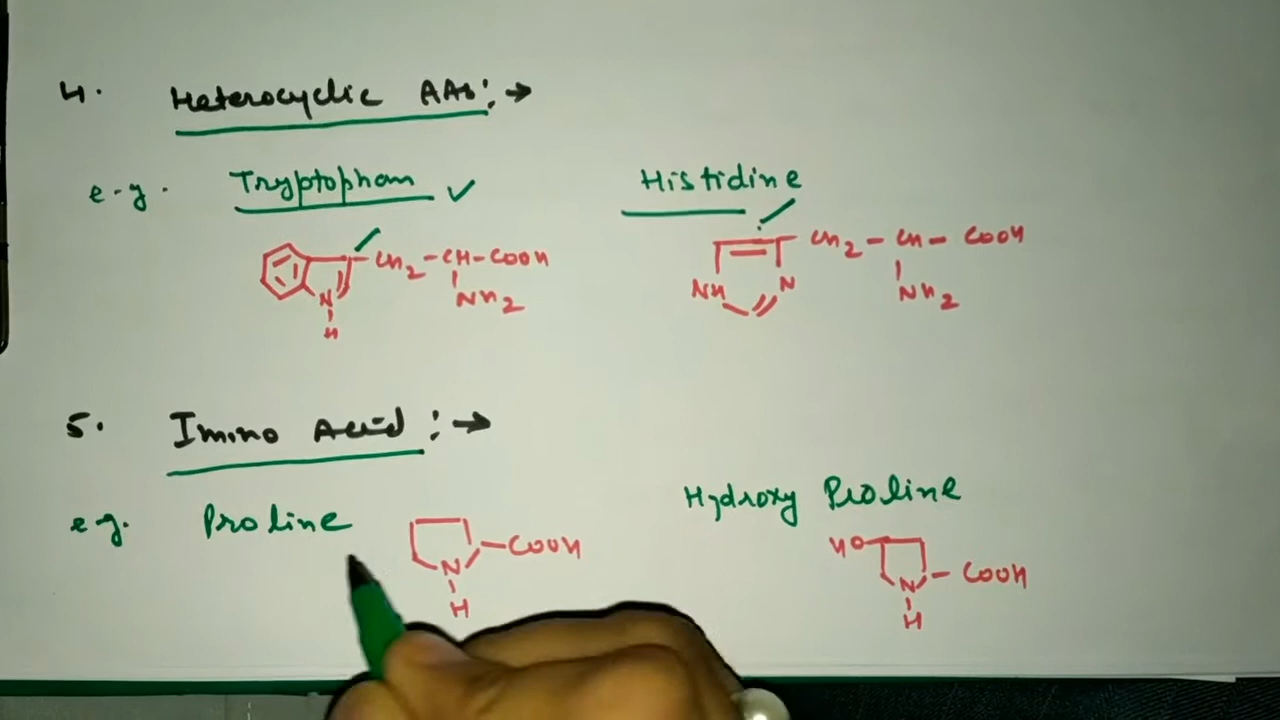 4. Heterocyclic AAs:→
e-g. Tryptophan ✓ Histidine
CH2-CH-COOH
NH2
N
H
CH2-CH-COOH
NH2
NH N
5. Imino Acid:→
e.g. Proline Hydroxy Proline
COOH
N
H
HO COOH
N
H